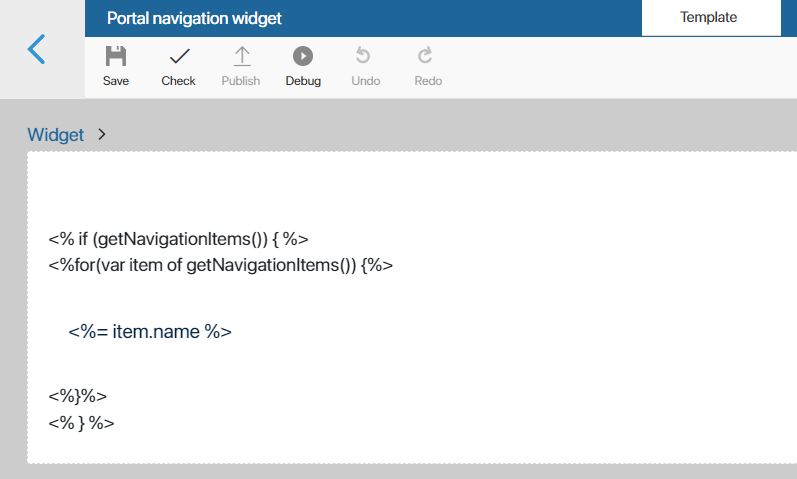 Portal navigation widget
Template
Save
Check
Publish
Debug
Undo
Redo
Widget
<% if (getNavigationItems()) { %>
<%for(var item of getNavigationItems()) {%>
<%= item.name %>
<%}%>
<% } %>